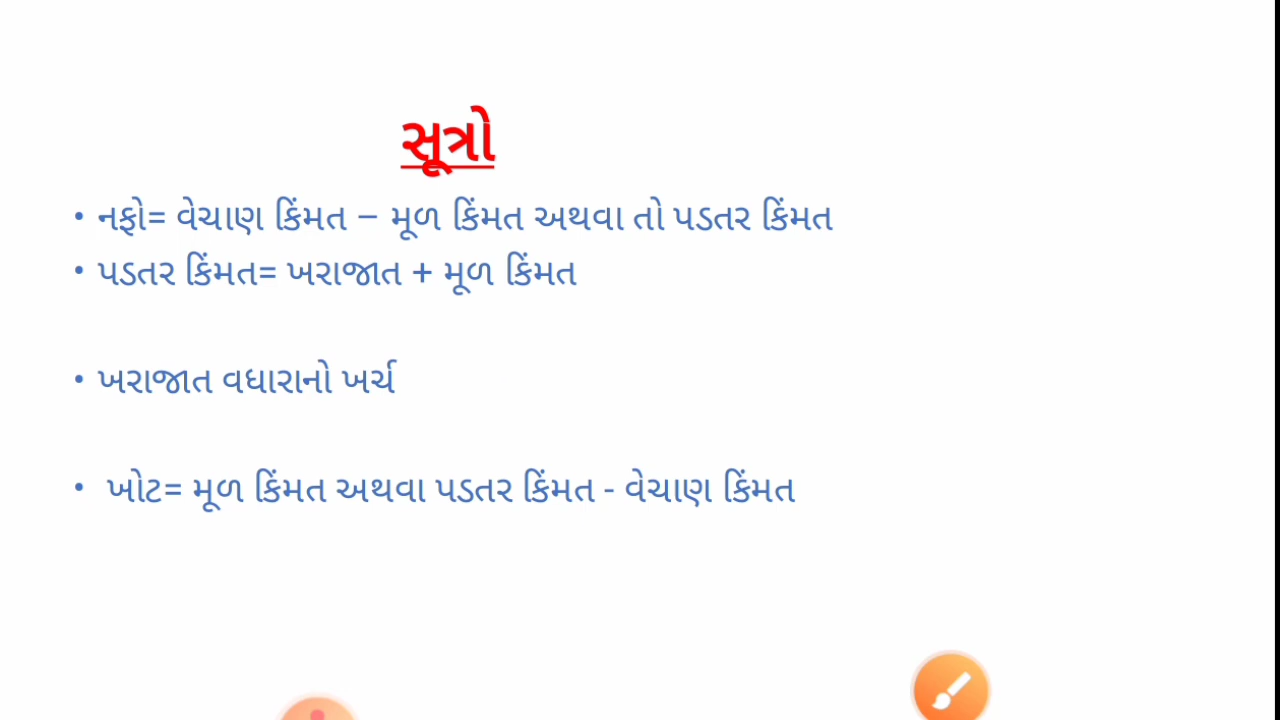 સૂત્રો
• નફો= વેચાણ કિંમત – મૂળ કિંમત અથવા તો પડતર કિંમત
• પડતર કિંમત= ખરાજાત + મૂળ કિંમત
• ખરાજાત વધારાનો ખર્ચ
• ખોટ= મૂળ કિંમત અથવા પડતર કિંમત - વેચાણ કિંમત